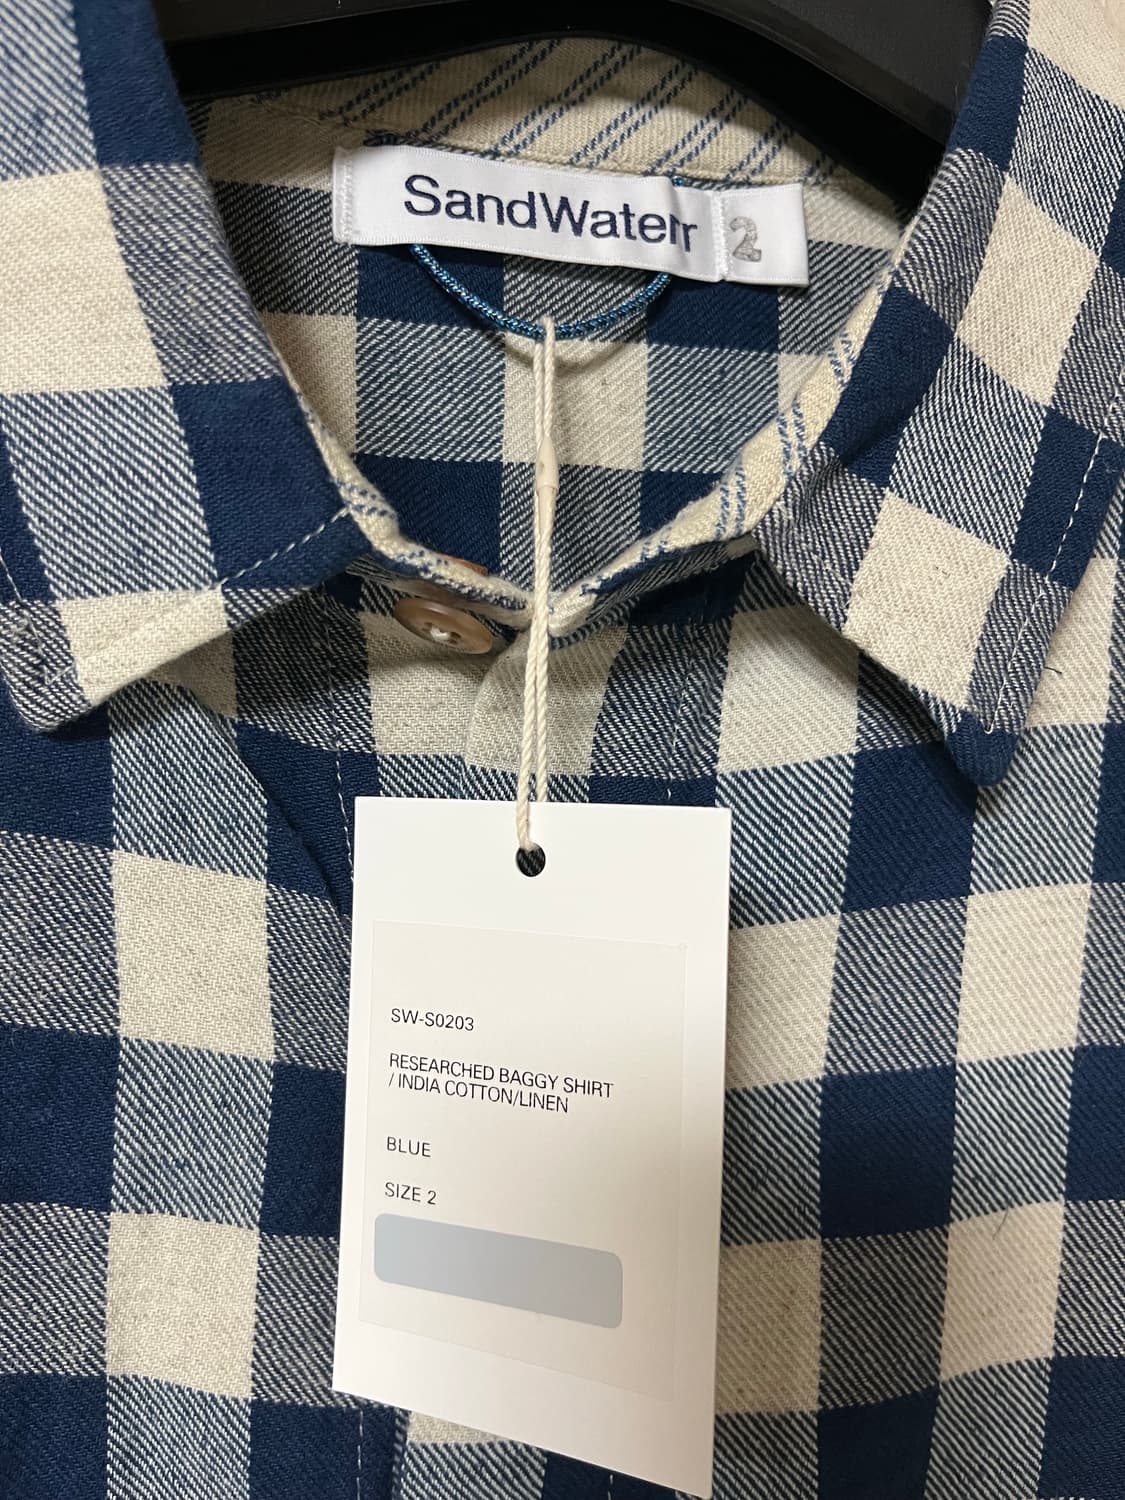 SandWaterr 2
SW-S0203
RESEARCHED BAGGY SHIRT
/ INDIA COTTON/LINEN
BLUE
SIZE 2